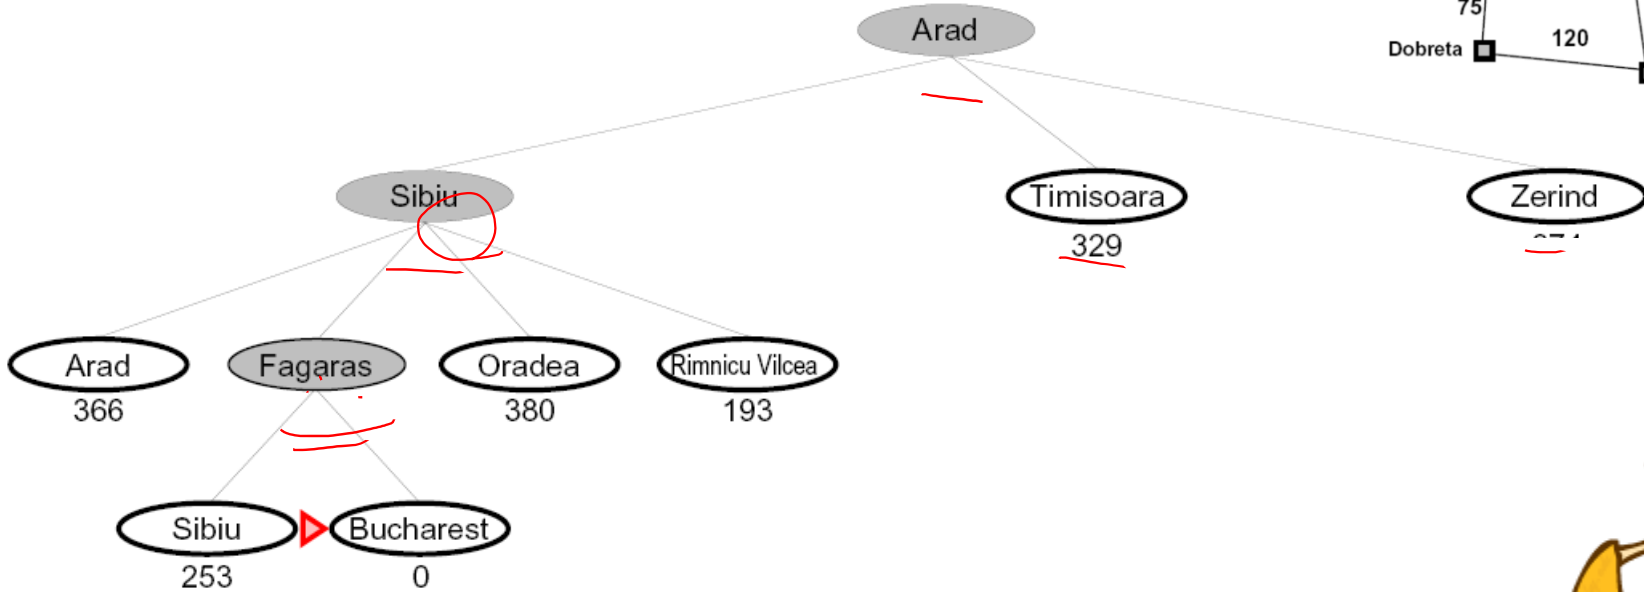 Arad
75
Dobreta
120
Sibiu
Timisoara
Zerind
329
Arad
Fagaras
Oradea
Rimnicu Vilcea
366
380
193
Sibiu
Bucharest
253
0